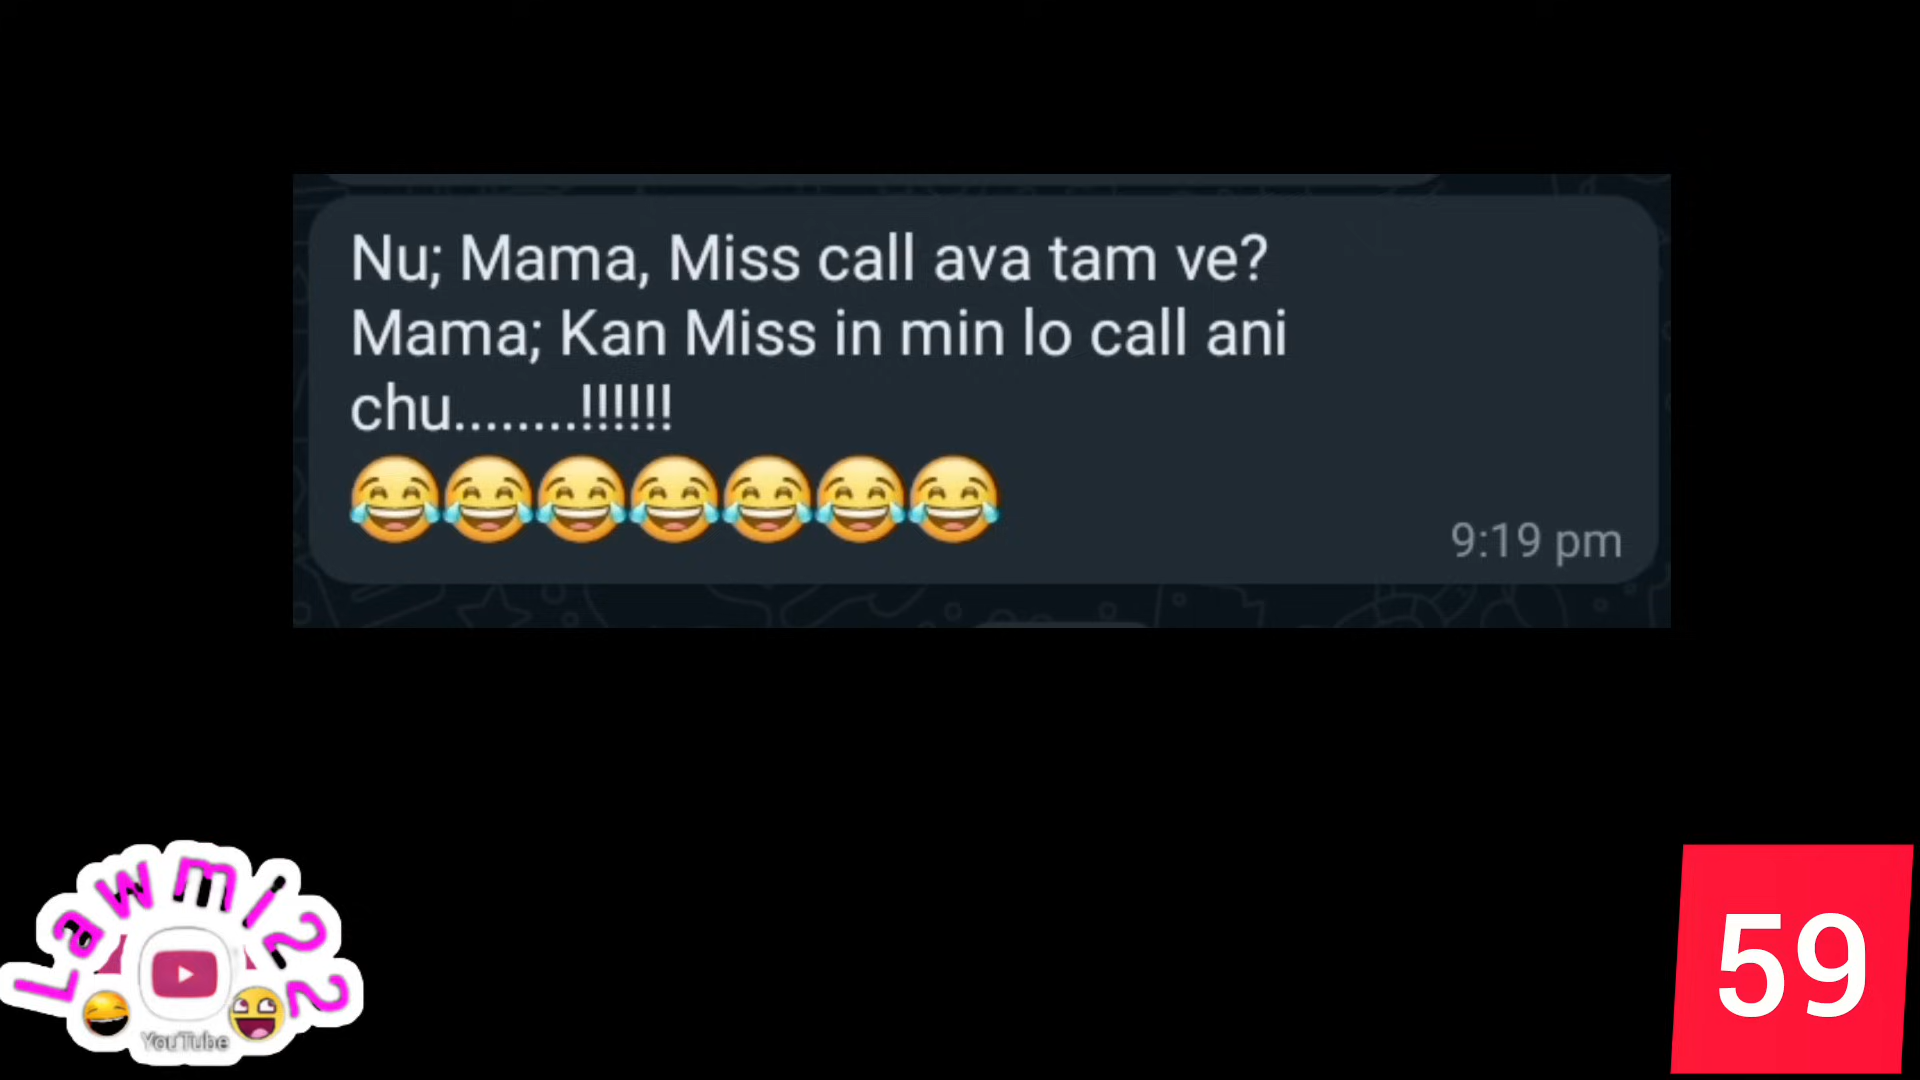 Nu; Mama, Miss call ava tam ve?
Mama; Kan Miss in min lo call ani
chu........!!!!!!
😂😂😂😂😂😂😂
9:19 pm
Lawmi22
YouTube
59